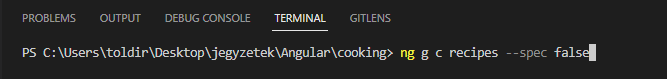 PROBLEMS OUTPUT DEBUG CONSOLE TERMINAL GITLENS
PS C:\Users\toldir\Desktop\jegyzetek\Angular\cooking> ng g c recipes --spec false